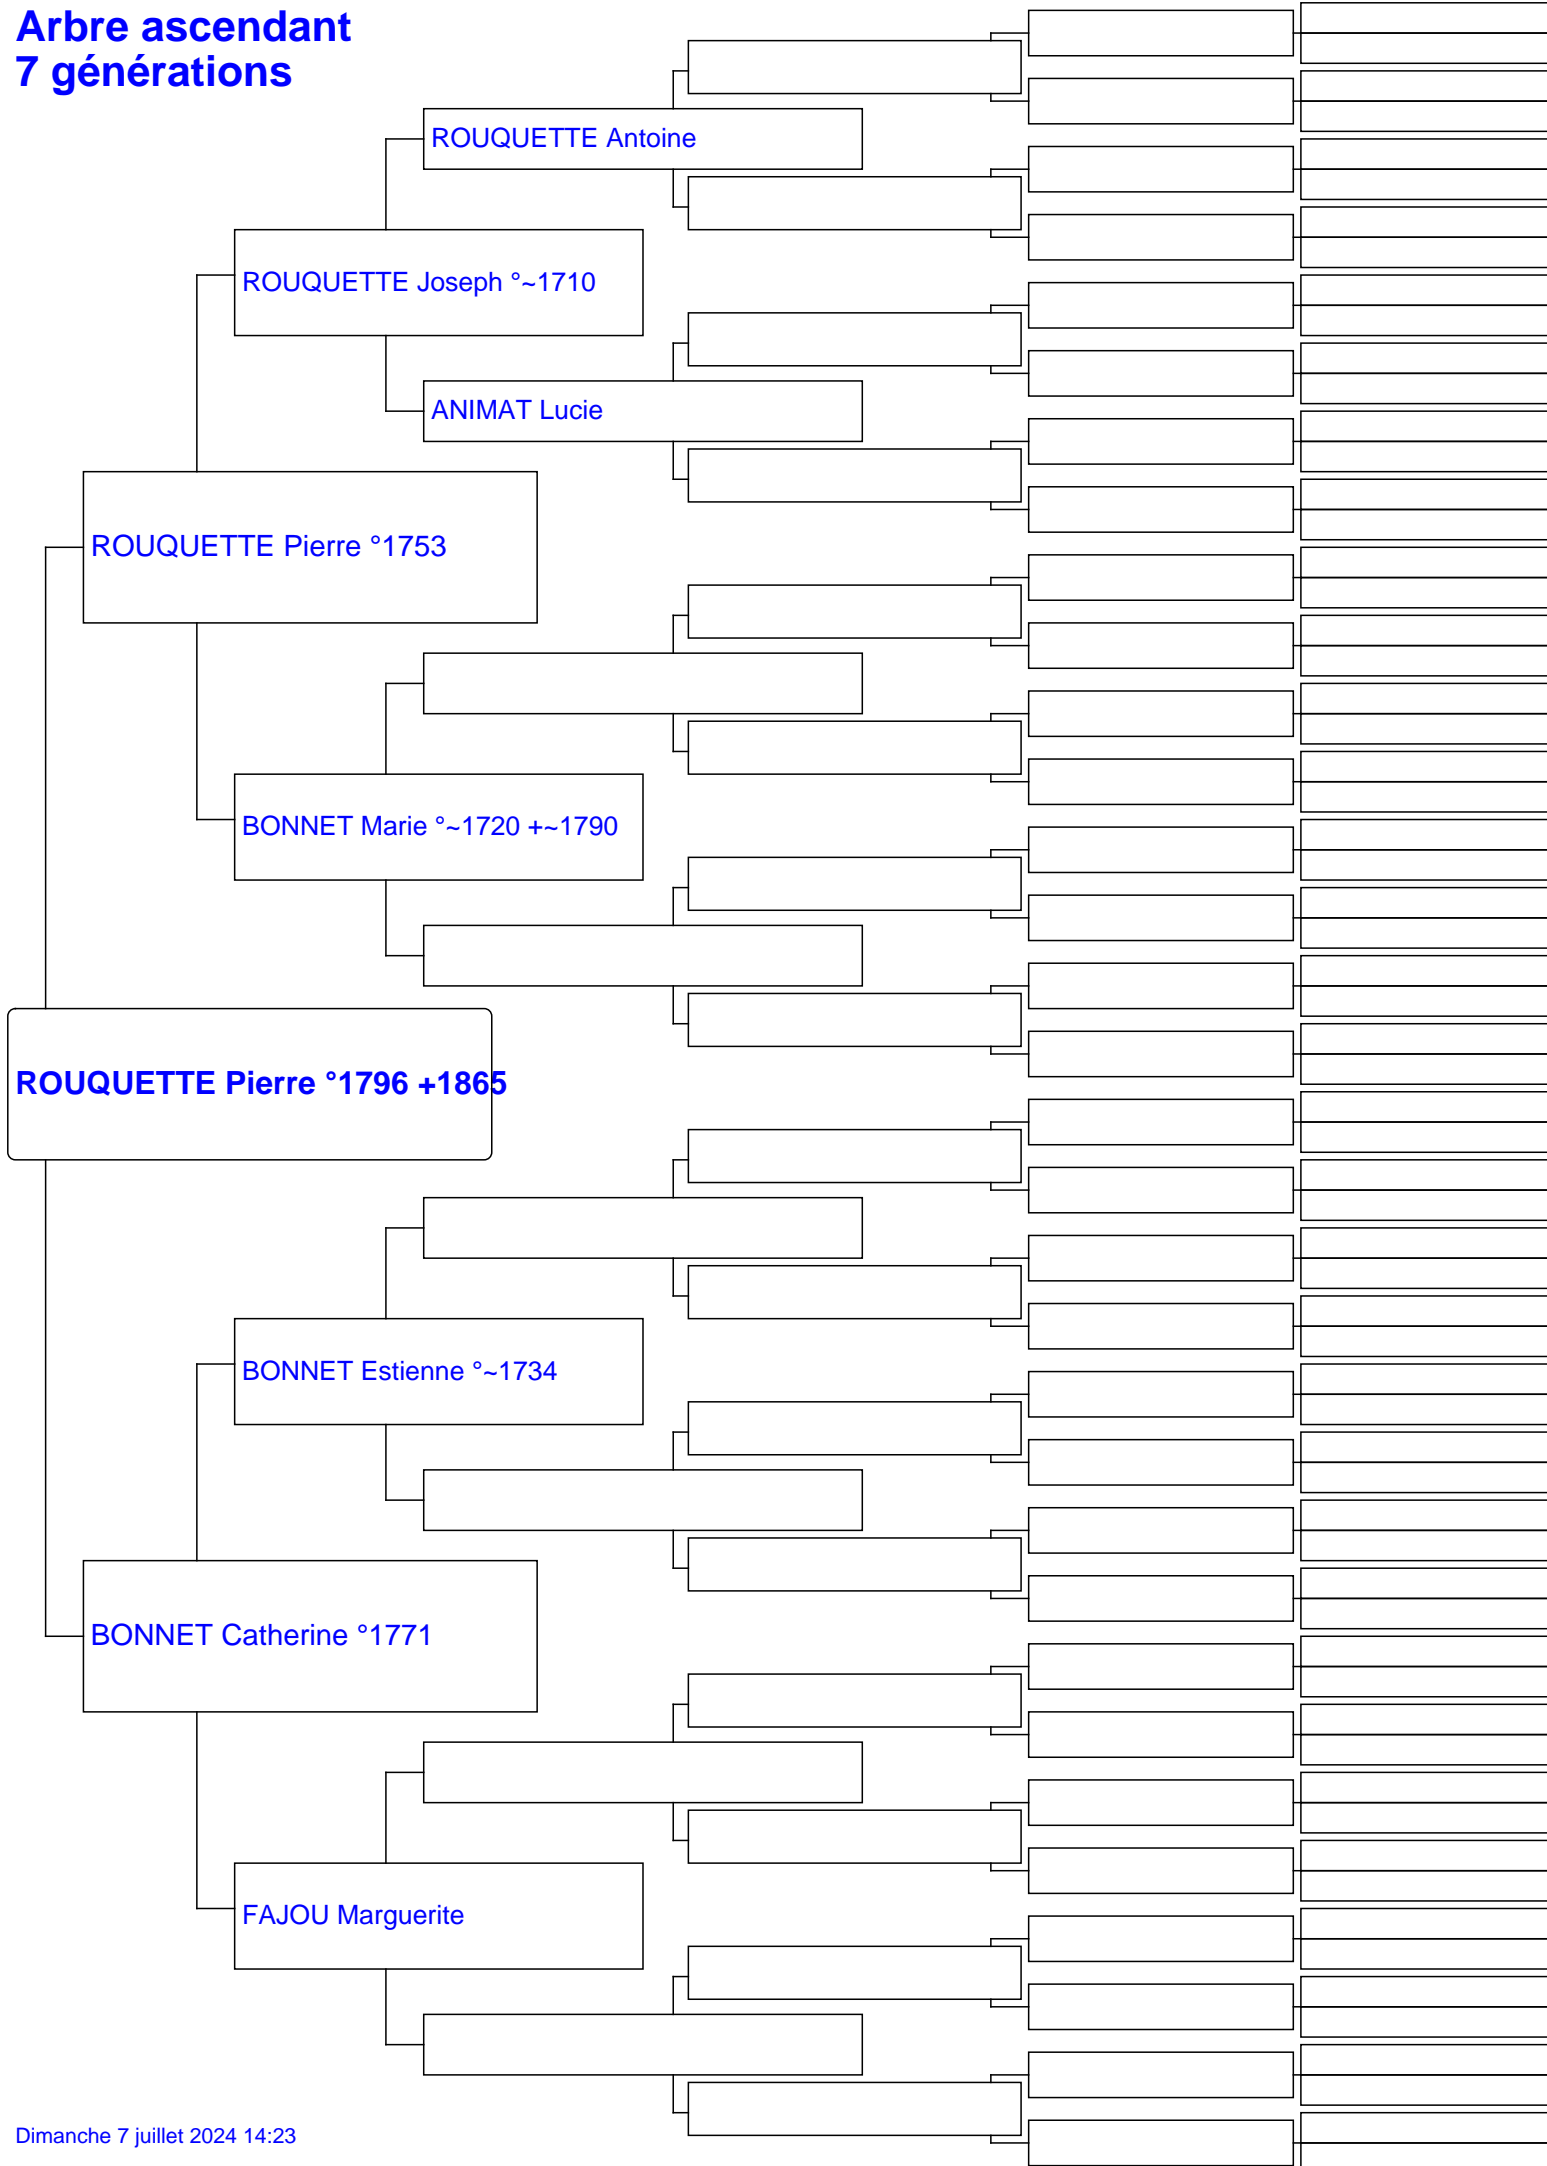 Arbre ascendant
7 générations
ROUQUETTE Antoine
ROUQUETTE Joseph °~1710
ANIMAT Lucie
ROUQUETTE Pierre °1753
BONNET Marie °~1720 +~1790
ROUQUETTE Pierre °1796 +1865
BONNET Estienne °~1734
BONNET Catherine °1771
FAJOU Marguerite
Dimanche 7 juillet 2024 14:23